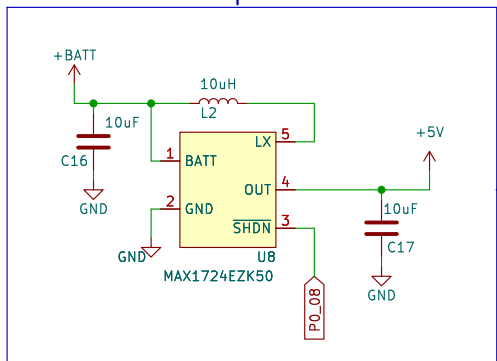 +BATT
10uH
L2
10uF
C16
GND
5
LX
1
BATT
+5V
OUT
4
2
GND
10uF
SHDN
3
C17
GND
U8
MAX1724EZK50
GND
P0_08